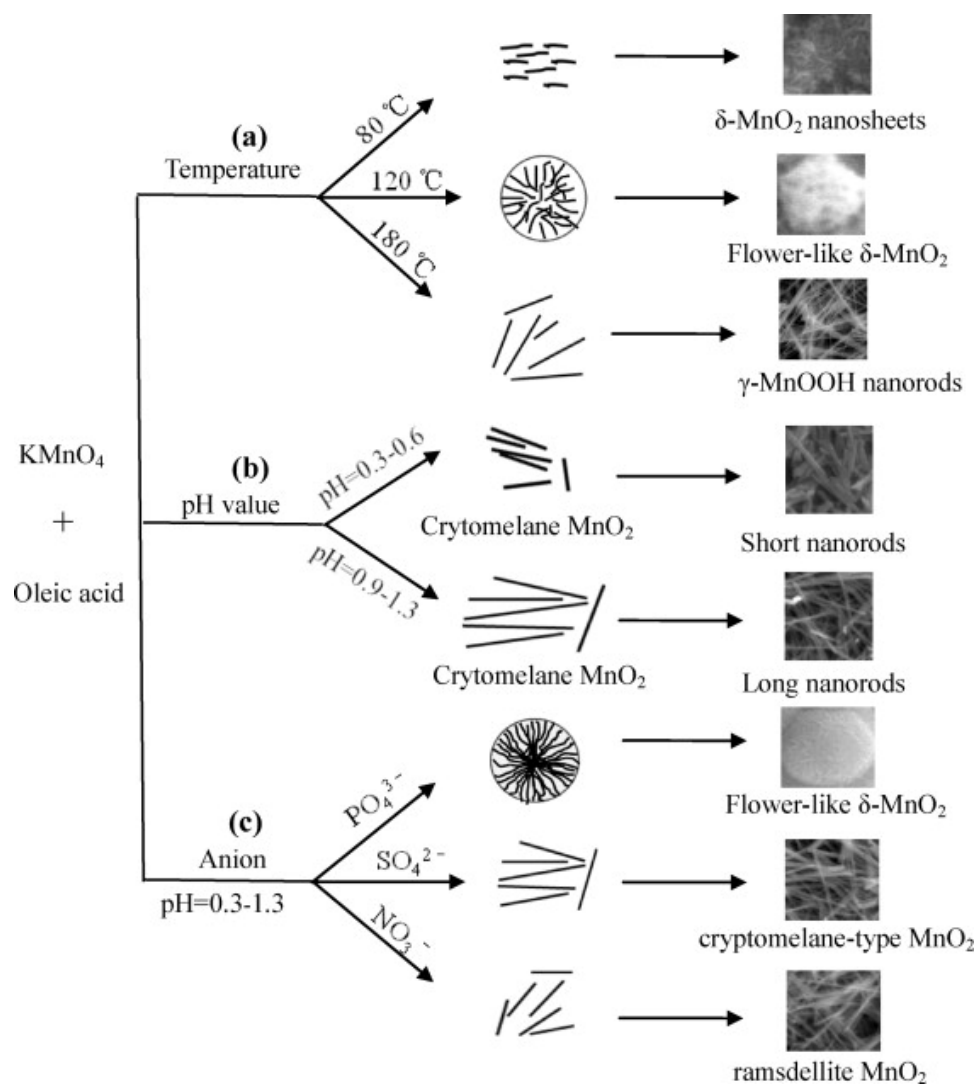 KMnO₄
+
Oleic acid
(a)
Temperature
80 ℃
120 ℃
180 ℃
δ-MnO₂ nanosheets
Flower-like δ-MnO₂
γ-MnOOH nanorods
(b)
pH value
pH=0.3-0.6
pH=0.9-1.3
Crytomelane MnO₂
Short nanorods
Crytomelane MnO₂
Long nanorods
(c)
Anion
pH=0.3-1.3
PO₄³⁻
SO₄²⁻
NO₃⁻
Flower-like δ-MnO₂
cryptomelane-type MnO₂
ramsdellite MnO₂